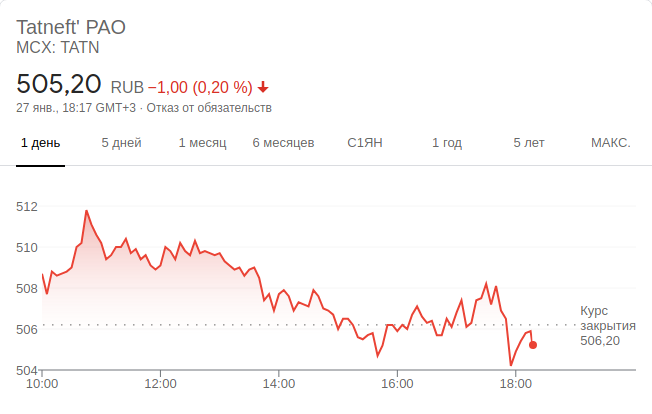 Tatneft' PAO
MCX: TATN
505,20 RUB −1,00 (0,20 %)
27 янв., 18:17 GMT+3 · Отказ от обязательств
1 день 5 дней 1 месяц 6 месяцев С1ЯН 1 год 5 лет МАКС.
512
510
508
506
504
Курс
закрытия
506,20
10:00 12:00 14:00 16:00 18:00